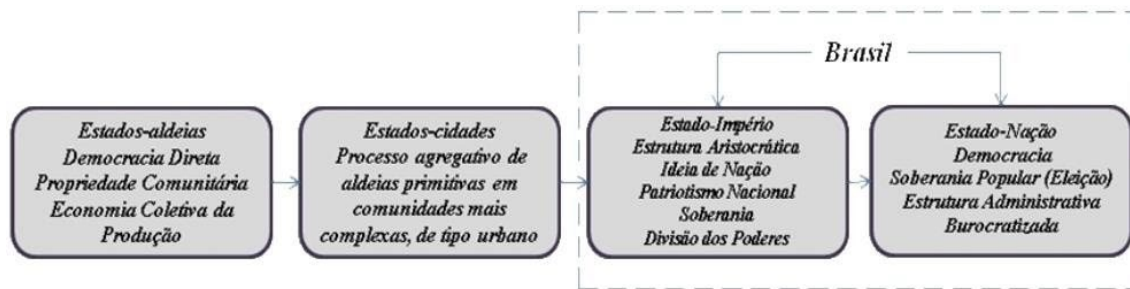 Brasil
Estados-aldeias
Democracia Direta
Propriedade Comunitária
Economia Coletiva da
Produção
Estados-cidades
Processo agregativo de
aldeias primitivas em
comunidades mais
complexas, de tipo urbano
Estado-Império
Estrutura Aristocrática
Ideia de Nação
Patriotismo Nacional
Soberania
Divisão dos Poderes
Estado-Nação
Democracia
Soberania Popular (Eleição)
Estrutura Administrativa
Burocratizada